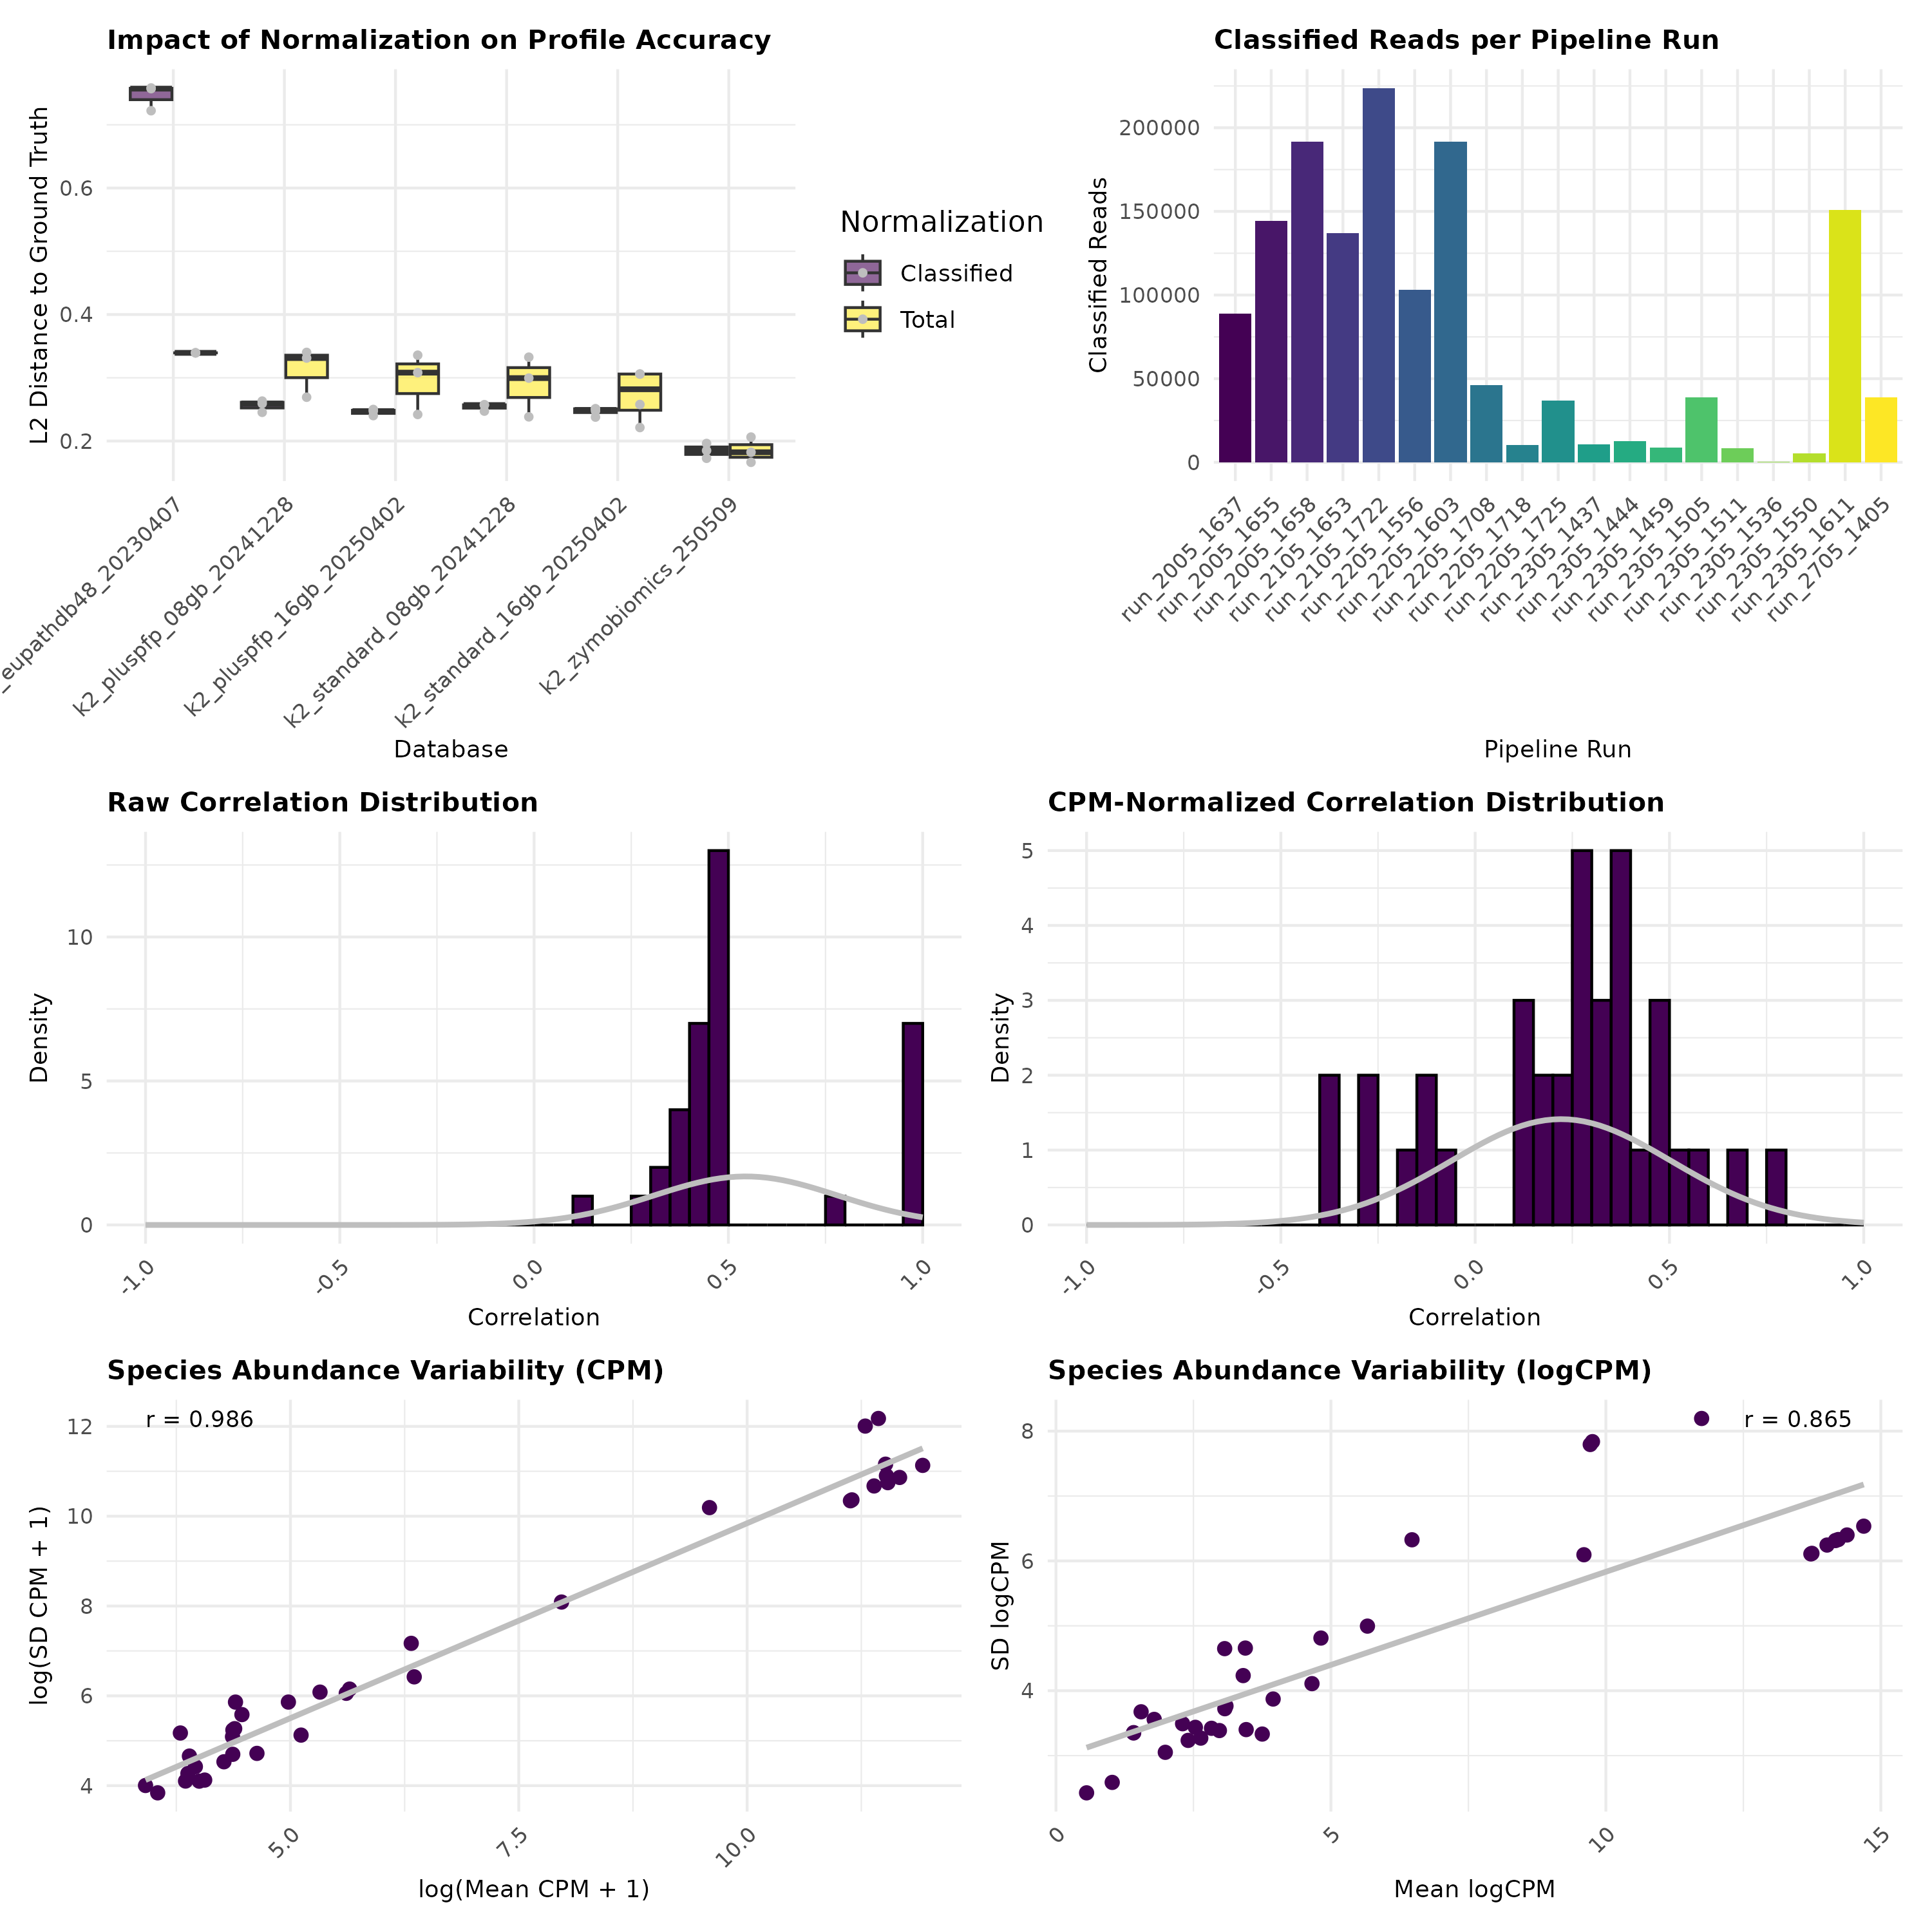 Impact of Normalization on Profile Accuracy
L2 Distance to Ground Truth
0.6
0.4
0.2
_eupathdb48_20230407
k2_pluspfp_08gb_20241228
k2_pluspfp_16gb_20250402
k2_standard_08gb_20241228
k2_standard_16gb_20250402
k2_zymobiomics_250509
Database
Normalization
Classified
Total
Classified Reads per Pipeline Run
Classified Reads
200000
150000
100000
50000
0
run_2005_1637
run_2005_1655
run_2005_1658
run_2105_1653
run_2105_1722
run_2205_1556
run_2205_1603
run_2205_1708
run_2205_1718
run_2205_1725
run_2305_1437
run_2305_1444
run_2305_1459
run_2305_1505
run_2305_1511
run_2305_1536
run_2305_1550
run_2305_1611
run_2705_1405
Pipeline Run
Raw Correlation Distribution
Density
10
5
0
-1.0
-0.5
0.0
0.5
1.0
Correlation
CPM-Normalized Correlation Distribution
Density
5
4
3
2
1
0
-1.0
-0.5
0.0
0.5
1.0
Correlation
Species Abundance Variability (CPM)
r = 0.986
log(SD CPM + 1)
12
10
8
6
4
5.0
7.5
10.0
log(Mean CPM + 1)
Species Abundance Variability (logCPM)
r = 0.865
SD logCPM
8
6
4
0
5
10
15
Mean logCPM